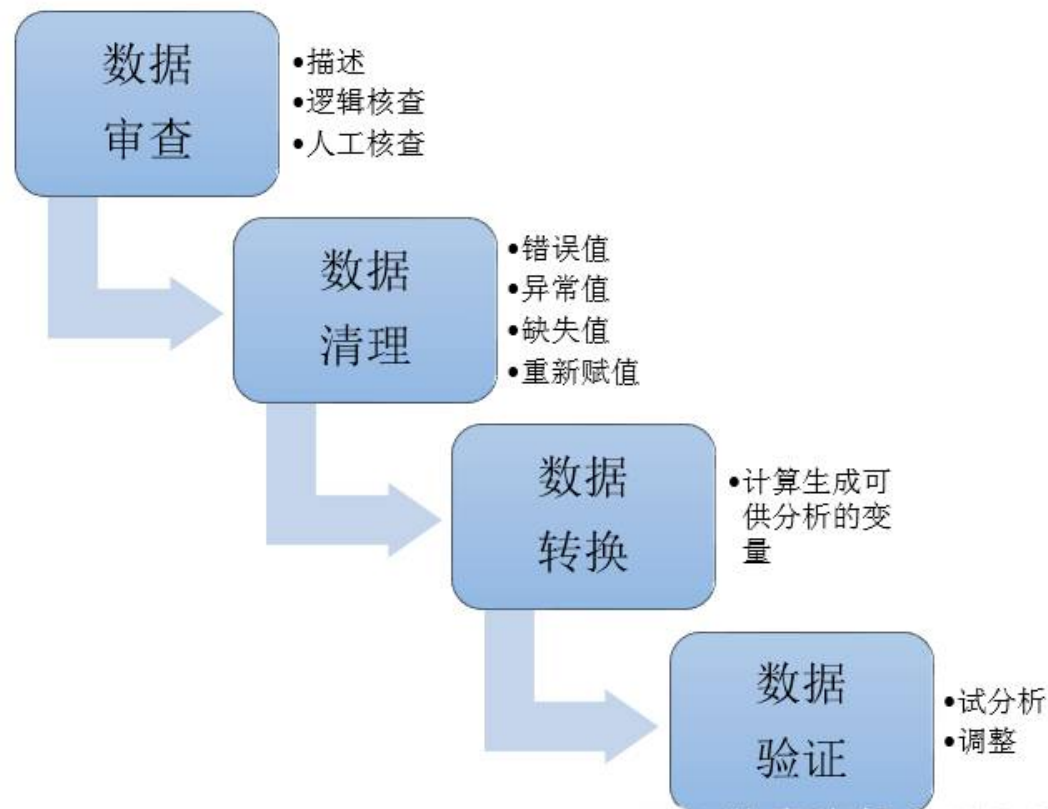 数据
审查
•描述
•逻辑核查
•人工核查
数据
清理
•错误值
•异常值
•缺失值
•重新赋值
数据
转换
•计算生成可
供分析的变
量
数据
验证
•试分析
•调整